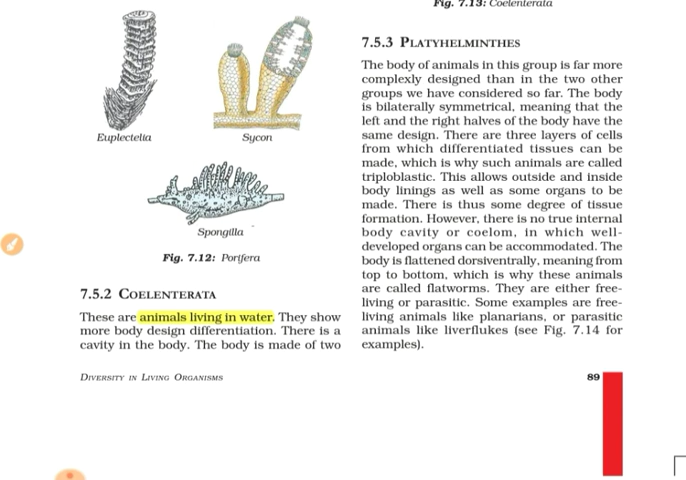 Euplectelia
Sycon
Spongilla
Fig. 7.12: Porifera
7.5.2 COELENTERATA
These are animals living in water. They show
more body design differentiation. There is a
cavity in the body. The body is made of two
Fig. 7.13: Coelenterata
7.5.3 PLATYHELMINTHES
The body of animals in this group is far more
complexly designed than in the two other
groups we have considered so far. The body
is bilaterally symmetrical, meaning that the
left and the right halves of the body have the
same design. There are three layers of cells
from which differentiated tissues can be
made, which is why such animals are called
triploblastic. This allows outside and inside
body linings as well as some organs to be
made. There is thus some degree of tissue
formation. However, there is no true internal
body cavity or coelom, in which well-
developed organs can be accommodated. The
body is flattened dorsiventrally, meaning from
top to bottom, which is why these animals
are called flatworms. They are either free-
living or parasitic. Some examples are free-
living animals like planarians, or parasitic
animals like liverflukes (see Fig. 7.14 for
examples).
DIVERSITY IN LIVING ORGANISMS
89